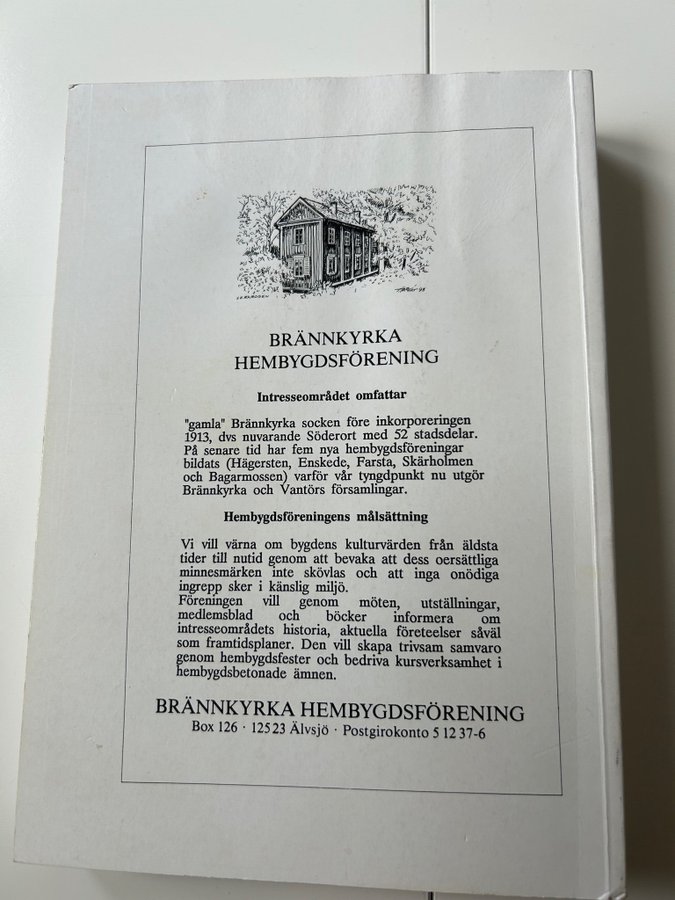 BRÄNNKYRKA
HEMBYGDSFÖRENING
Intresseområdet omfattar
"gamla" Brännkyrka socken före inkorporeringen
1913, dvs nuvarande Söderort med 52 stadsdelar.
På senare tid har fem nya hembygdsföreningar
bildats (Hägersten, Enskede, Farsta, Skärholmen
och Bagarmossen) varför vår tyngdpunkt nu utgör
Brännkyrka och Vantörs församlingar.
Hembygdsföreningens målsättning
Vi vill värna om bygdens kulturvärden från äldsta
tider till nutid genom att bevaka att dess oersättliga
minnesmärken inte skövlas och att inga onödiga
ingrepp sker i känslig miljö.
Föreningen vill genom möten, utställningar,
medlemsblad och böcker informera om
intresseområdets historia, aktuella företeelser såväl
som framtidsplaner. Den vill skapa trivsam samvaro
genom hembygdsfester och bedriva kursverksamhet i
hembygdsbetonade ämnen.
BRÄNNKYRKA HEMBYGDSFÖRENING
Box 126 · 125 23 Älvsjö · Postgirokonto 5 12 37-6